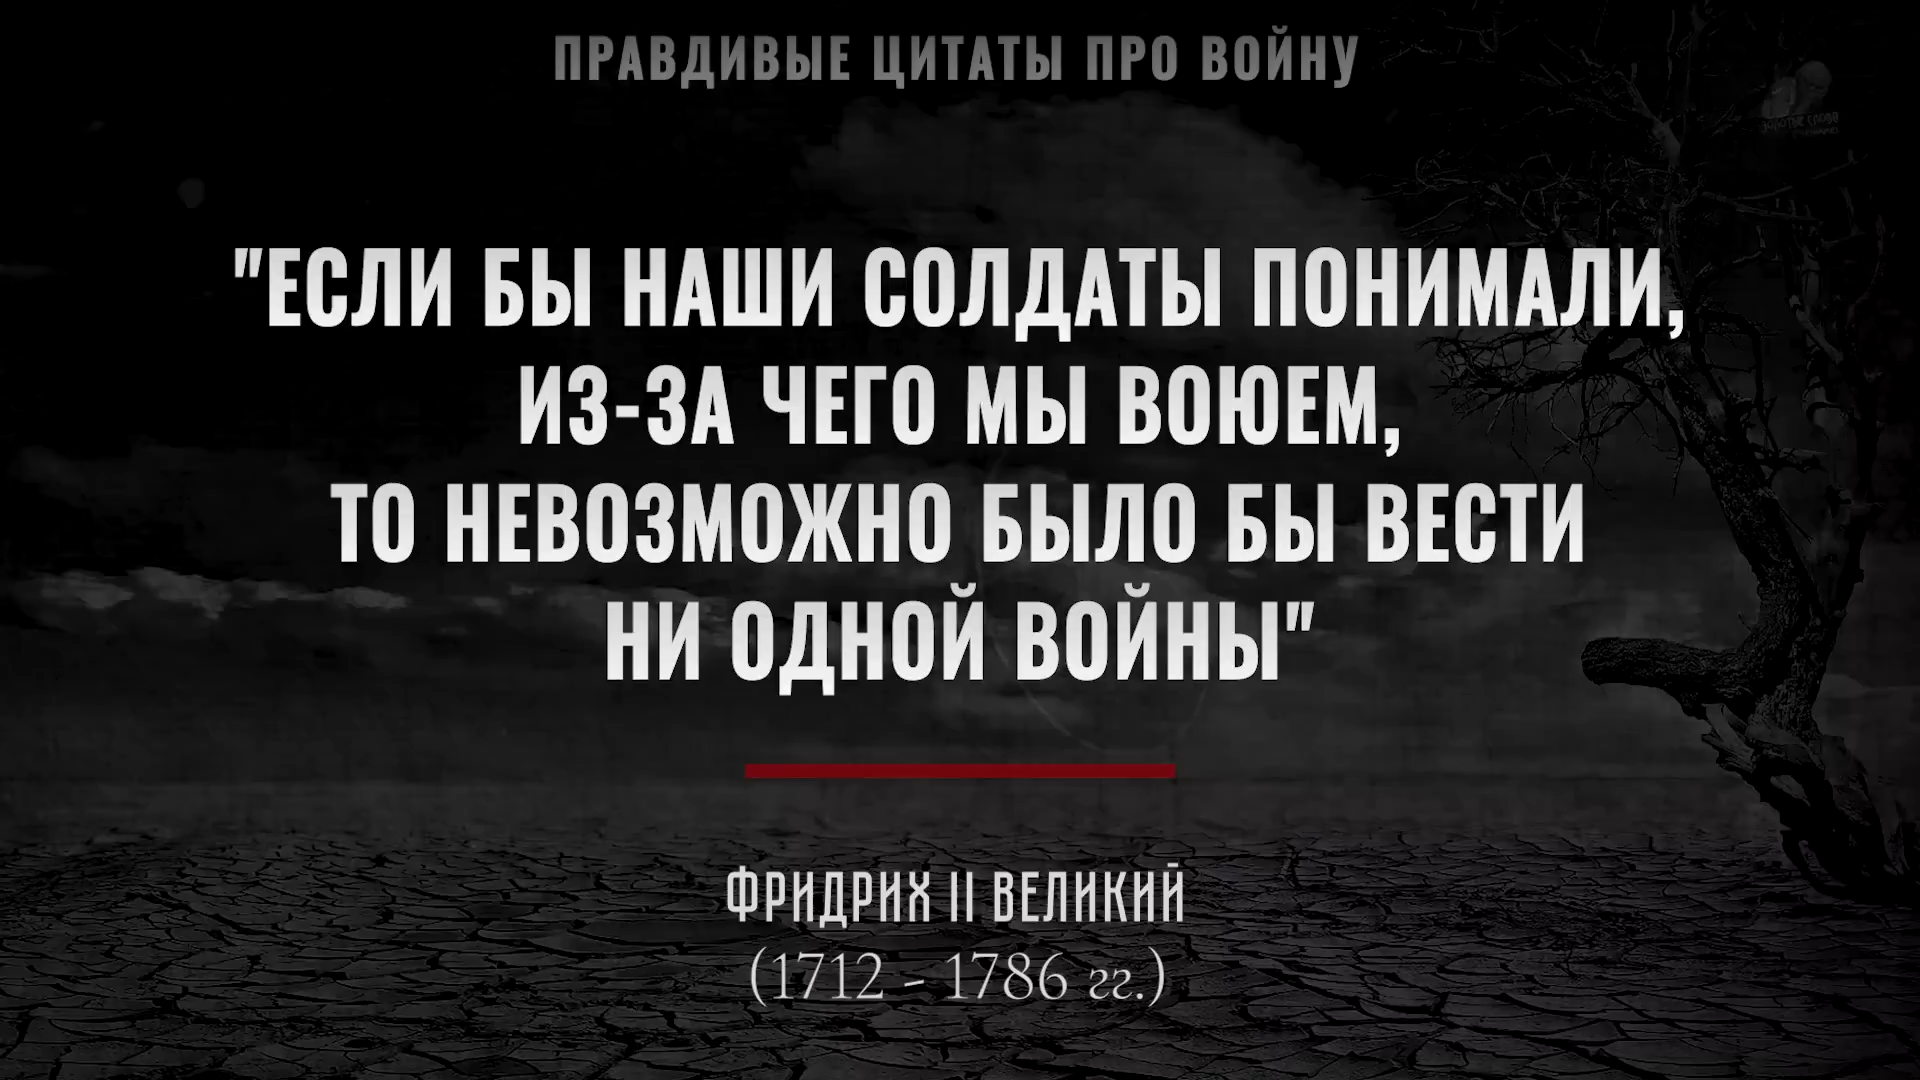 ПРАВДИВЫЕ ЦИТАТЫ ПРО ВОЙНУ
"ЕСЛИ БЫ НАШИ СОЛДАТЫ ПОНИМАЛИ,
ИЗ-ЗА ЧЕГО МЫ ВОЮЕМ,
ТО НЕВОЗМОЖНО БЫЛО БЫ ВЕСТИ
НИ ОДНОЙ ВОЙНЫ"
ФРИДРИХ II ВЕЛИКИЙ
(1712 - 1786 гг.)